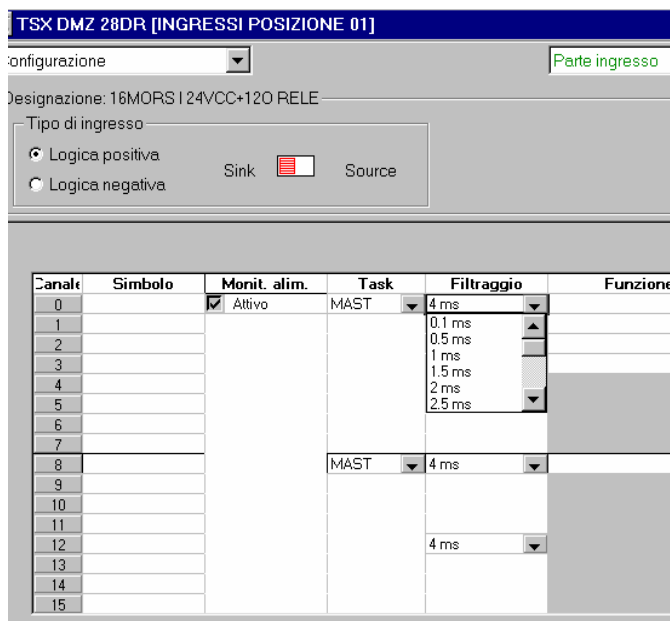 TSX DMZ 28DR [INGRESSI POSIZIONE 01]
onfigurazione Parte ingresso
Designazione: 16MORS I 24VCC+12O RELE
Tipo di ingresso
Logica positiva
Sink Source
Logica negativa
Canale Simbolo Monit. alim. Task Filtraggio Funzione
0 Attivo MAST 4 ms
1 0.1 ms
0.5 ms
2 1 ms
3 1.5 ms
4 2 ms
5 2.5 ms
6
7
8 MAST 4 ms
9
10
11
12 4 ms
13
14
15